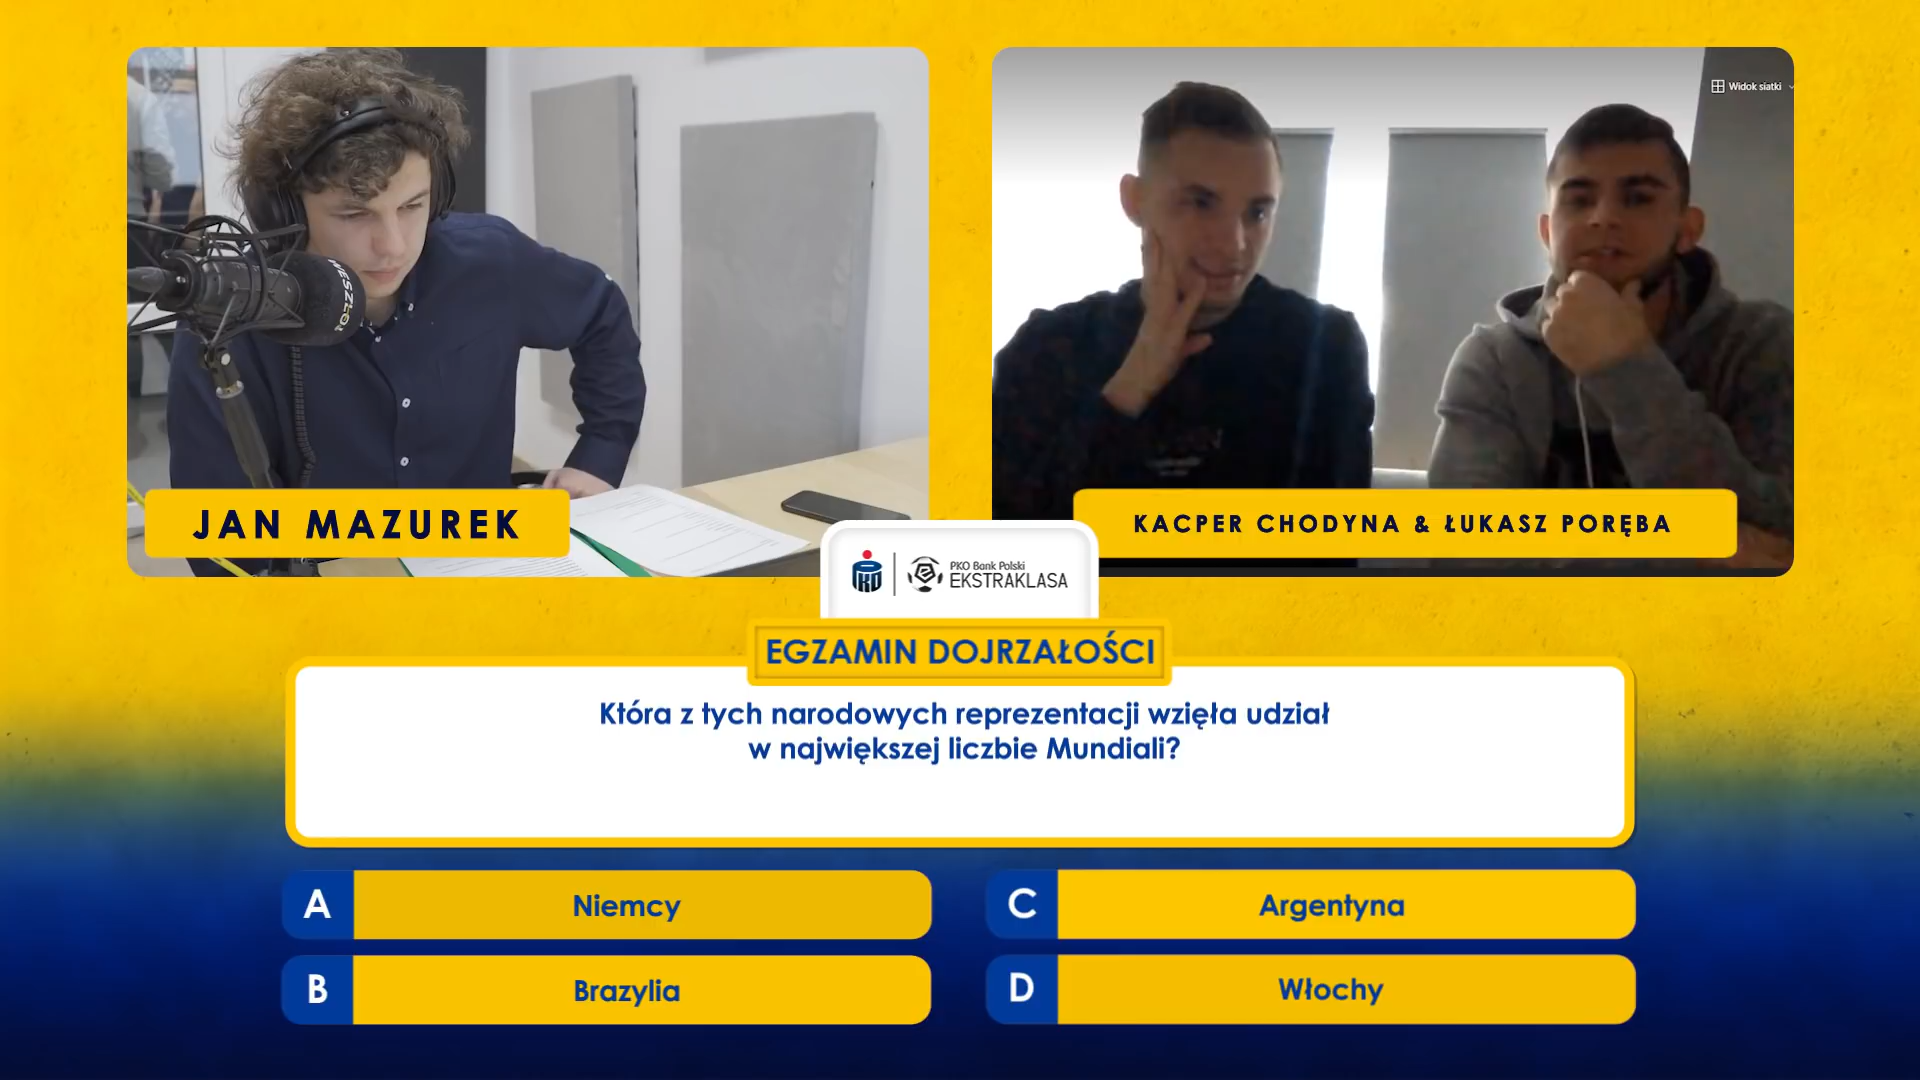 Widok siatki
WESZŁO!
JAN MAZUREK
KACPER CHODYNA & ŁUKASZ PORĘBA
PKO Bank Polski
EKSTRAKLASA
EGZAMIN DOJRZAŁOŚCI
Która z tych narodowych reprezentacji wzięła udział
w największej liczbie Mundiali?
A Niemcy
C Argentyna
B Brazylia
D Włochy